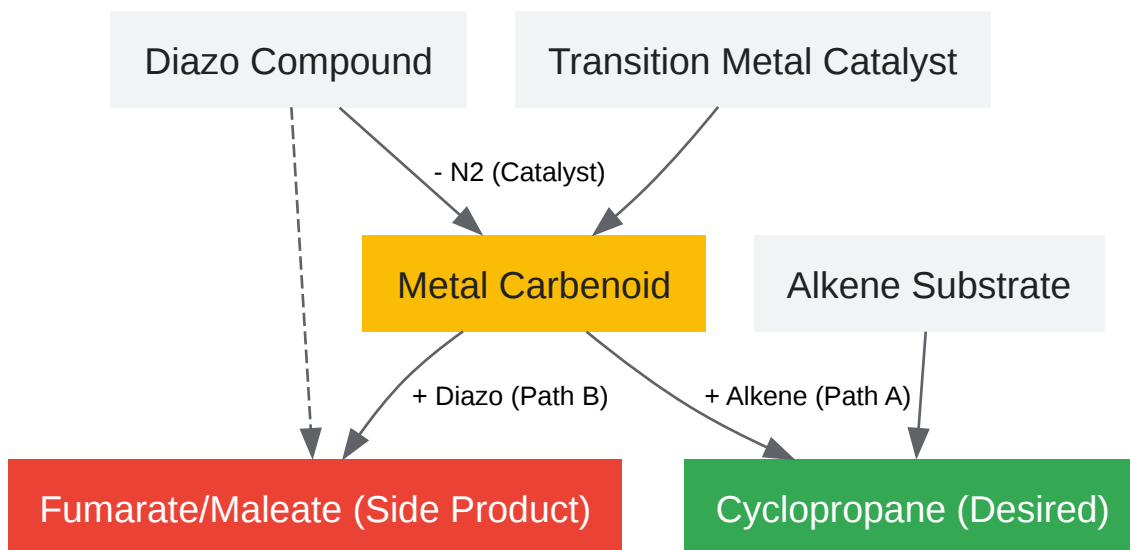 Diazo Compound
Transition Metal Catalyst
- N2 (Catalyst)
Metal Carbenoid
Alkene Substrate
+ Diazo (Path B)
+ Alkene (Path A)
Fumarate/Maleate (Side Product)
Cyclopropane (Desired)